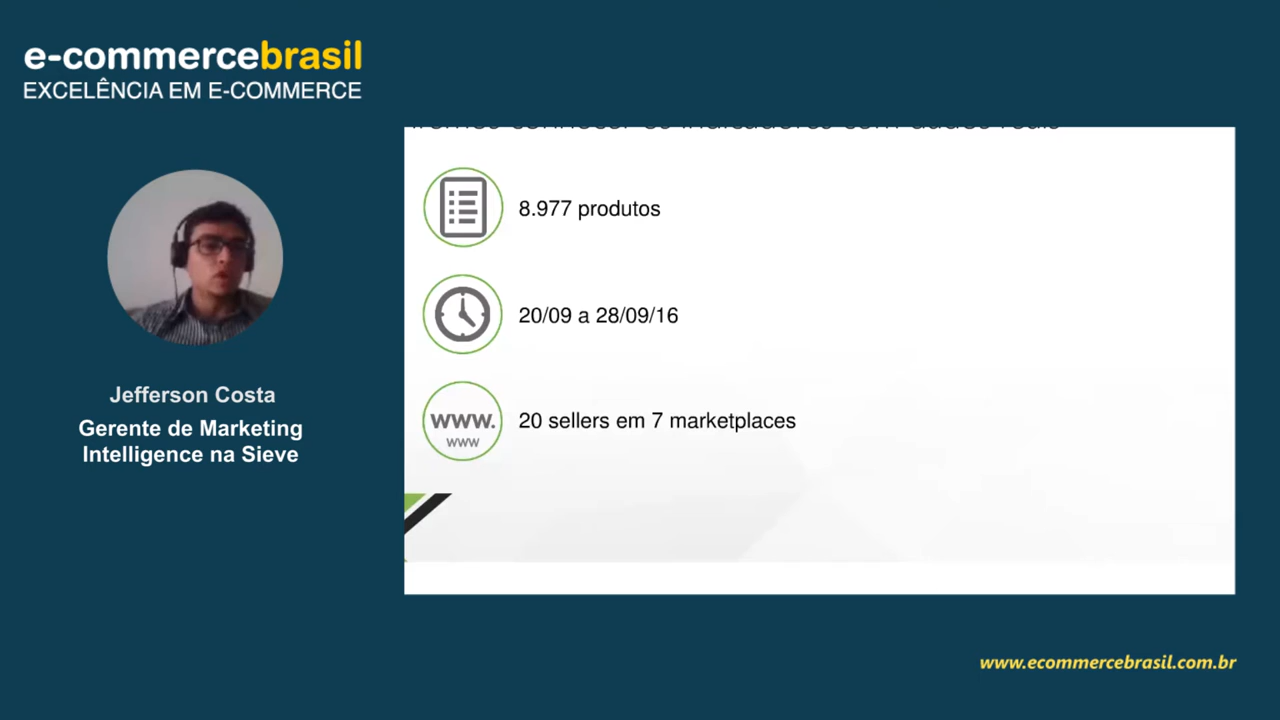 e-commercebrasil
EXCELÊNCIA EM E-COMMERCE
8.977 produtos
20/09 a 28/09/16
www.
www
20 sellers em 7 marketplaces
Jefferson Costa
Gerente de Marketing
Intelligence na Sieve
www.ecommercebrasil.com.br